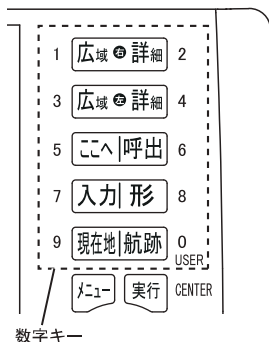 1 広域 右 詳細 2
3 広域 左 詳細 4
5 ここへ 呼出 6
7 入力 形 8
9 現在地 航跡 0
USER
メニュー 実行 CENTER
数字キー